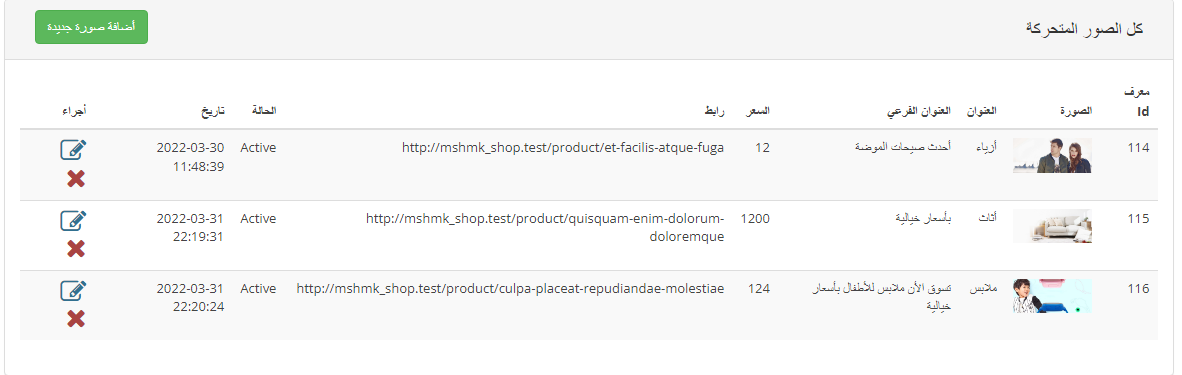 كل الصور المتحركة
أضافة صورة جديدة
معرف
Id
الصورة
العنوان
العنوان الفرعي
السعر
رابط
الحالة
تاريخ
أجراء
114
أزياء
أحدث صيحات الموضة
12
http://mshmk_shop.test/product/et-facilis-atque-fuga
Active
2022-03-30
11:48:39
115
أثاث
بأسعار خيالية
1200
http://mshmk_shop.test/product/quisquam-enim-dolorum-
doloremque
Active
2022-03-31
22:19:31
116
ملابس
تسوق الأن ملابس للأطفال بأسعار
خيالية
124
http://mshmk_shop.test/product/culpa-placeat-repudiandae-molestiae
Active
2022-03-31
22:20:24